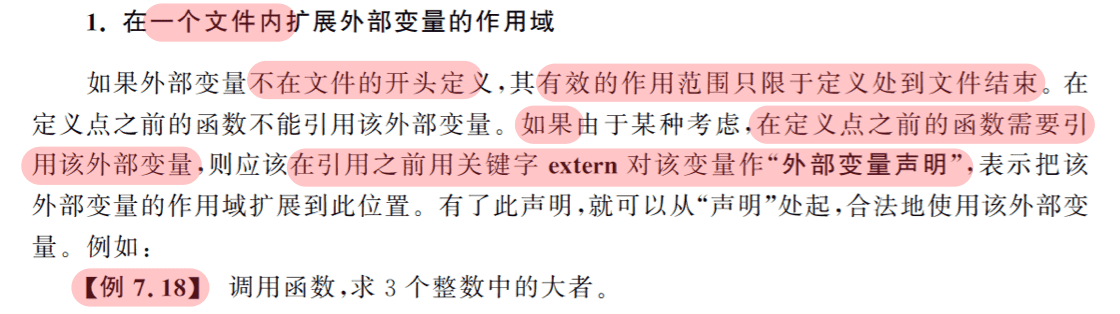 1. 在一个文件内扩展外部变量的作用域
如果外部变量不在文件的开头定义,其有效的作用范围只限于定义处到文件结束。在
定义点之前的函数不能引用该外部变量。如果由于某种考虑,在定义点之前的函数需要引
用该外部变量,则应该在引用之前用关键字 extern 对该变量作“外部变量声明”,表示把该
外部变量的作用域扩展到此位置。有了此声明,就可以从“声明”处起,合法地使用该外部变
量。例如:
【例 7.18】 调用函数,求 3 个整数中的大者。